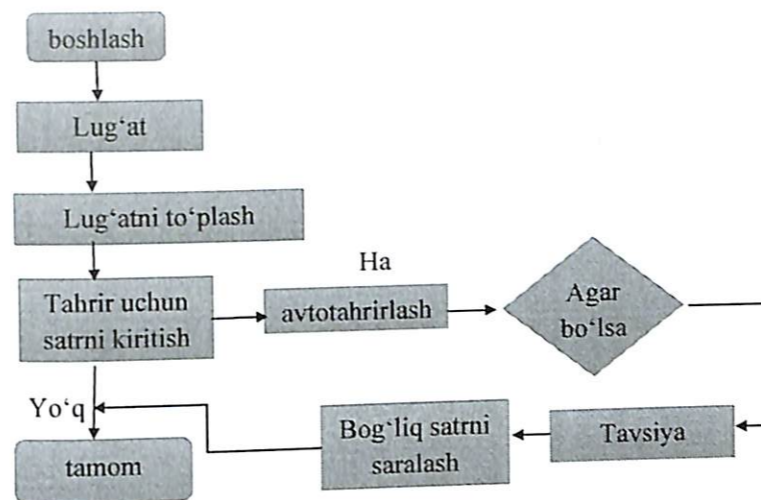 boshlash
Lug‘at
Lug‘atni to‘plash
Tahrir uchun
satrni kiritish
Ha
avtotahrirlash
Agar
bo‘lsa
Yo‘q
tamom
Bog‘liq satrni
saralash
Tavsiya